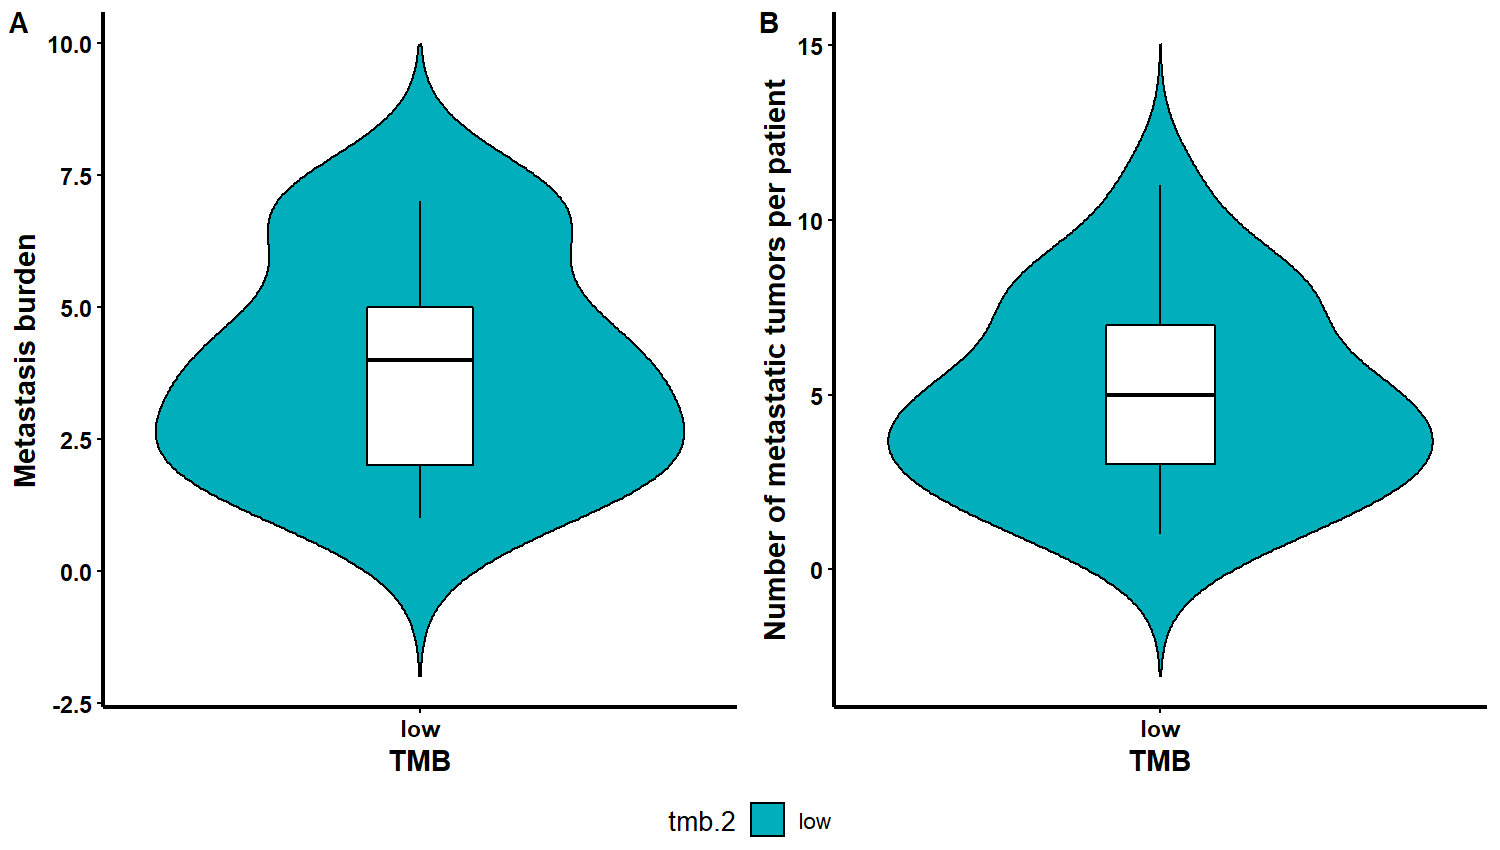 A
Metastasis burden
10.0
7.5
5.0
2.5
0.0
-2.5
low
TMB
B
Number of metastatic tumors per patient
15
10
5
0
low
TMB
tmb.2 low